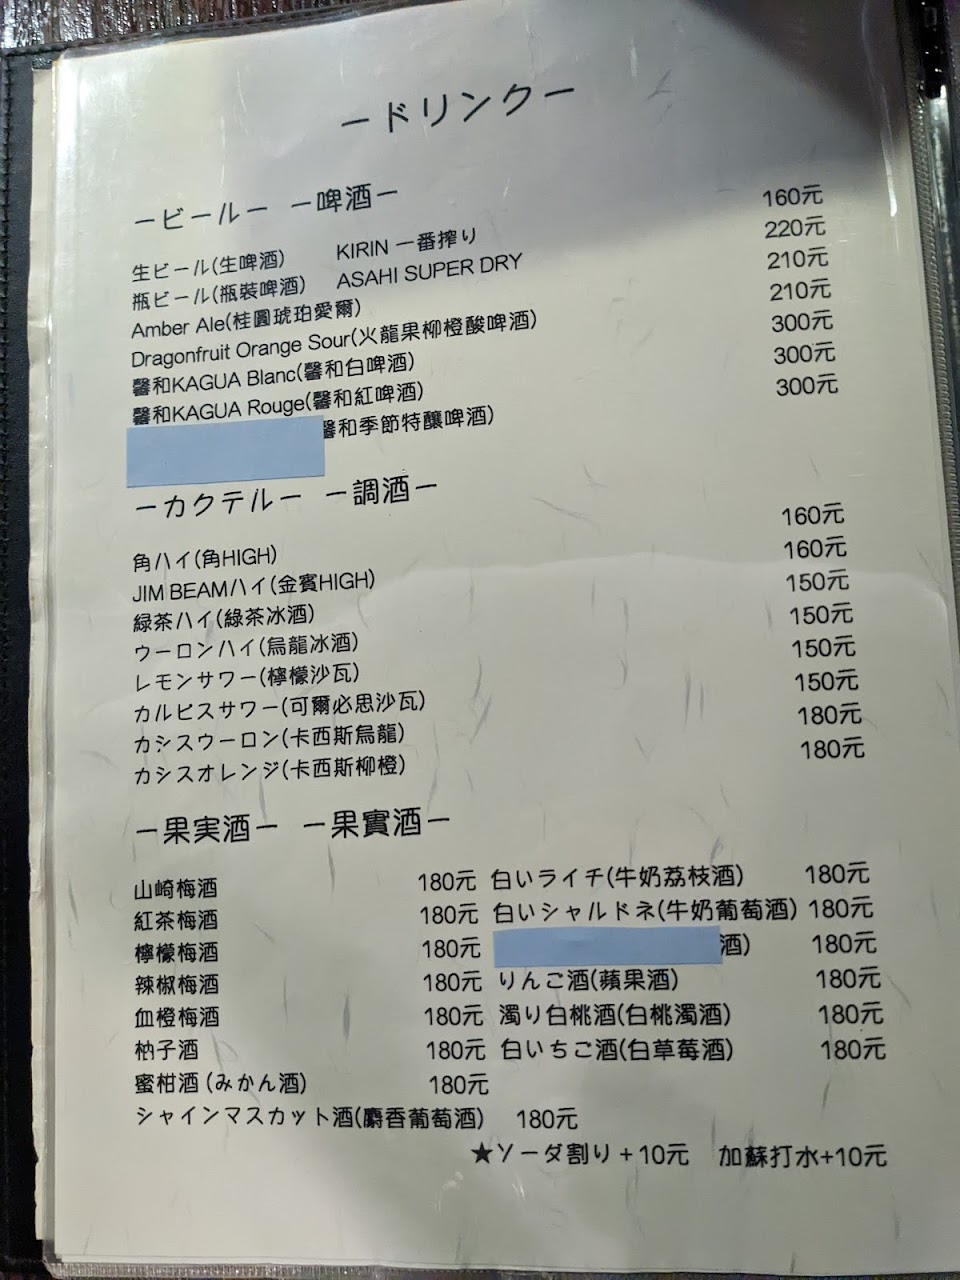 ードリンクー
ービールー ー啤酒ー
生ビール(生啤酒) KIRIN 一番搾り 160元
瓶ビール(瓶裝啤酒) ASAHI SUPER DRY 220元
Amber Ale(桂圓琥珀愛爾) 210元
Dragonfruit Orange Sour(火龍果柳橙酸啤酒) 210元
馨和KAGUA Blanc(馨和白啤酒) 300元
馨和KAGUA Rouge(馨和紅啤酒) 300元
馨和季節特釀啤酒) 300元
ーカクテルー ー調酒ー
角ハイ(角HIGH) 160元
JIM BEAMハイ(金賓HIGH) 160元
緑茶ハイ(綠茶冰酒) 150元
ウーロンハイ(烏龍冰酒) 150元
レモンサワー(檸檬沙瓦) 150元
カルピスサワー(可爾必思沙瓦) 150元
カシスウーロン(卡西斯烏龍) 180元
カシスオレンジ(卡西斯柳橙) 180元
ー果実酒ー ー果實酒ー
山崎梅酒 180元 白いライチ(牛奶荔枝酒) 180元
紅茶梅酒 180元 白いシャルドネ(牛奶葡萄酒) 180元
檸檬梅酒 180元 酒) 180元
辣椒梅酒 180元 りんご酒(蘋果酒) 180元
血橙梅酒 180元 濁り白桃酒(白桃濁酒) 180元
柚子酒 180元 白いちご酒(白草莓酒) 180元
蜜柑酒(みかん酒) 180元
シャインマスカット酒(麝香葡萄酒) 180元
★ソーダ割り＋10元 加蘇打水+10元